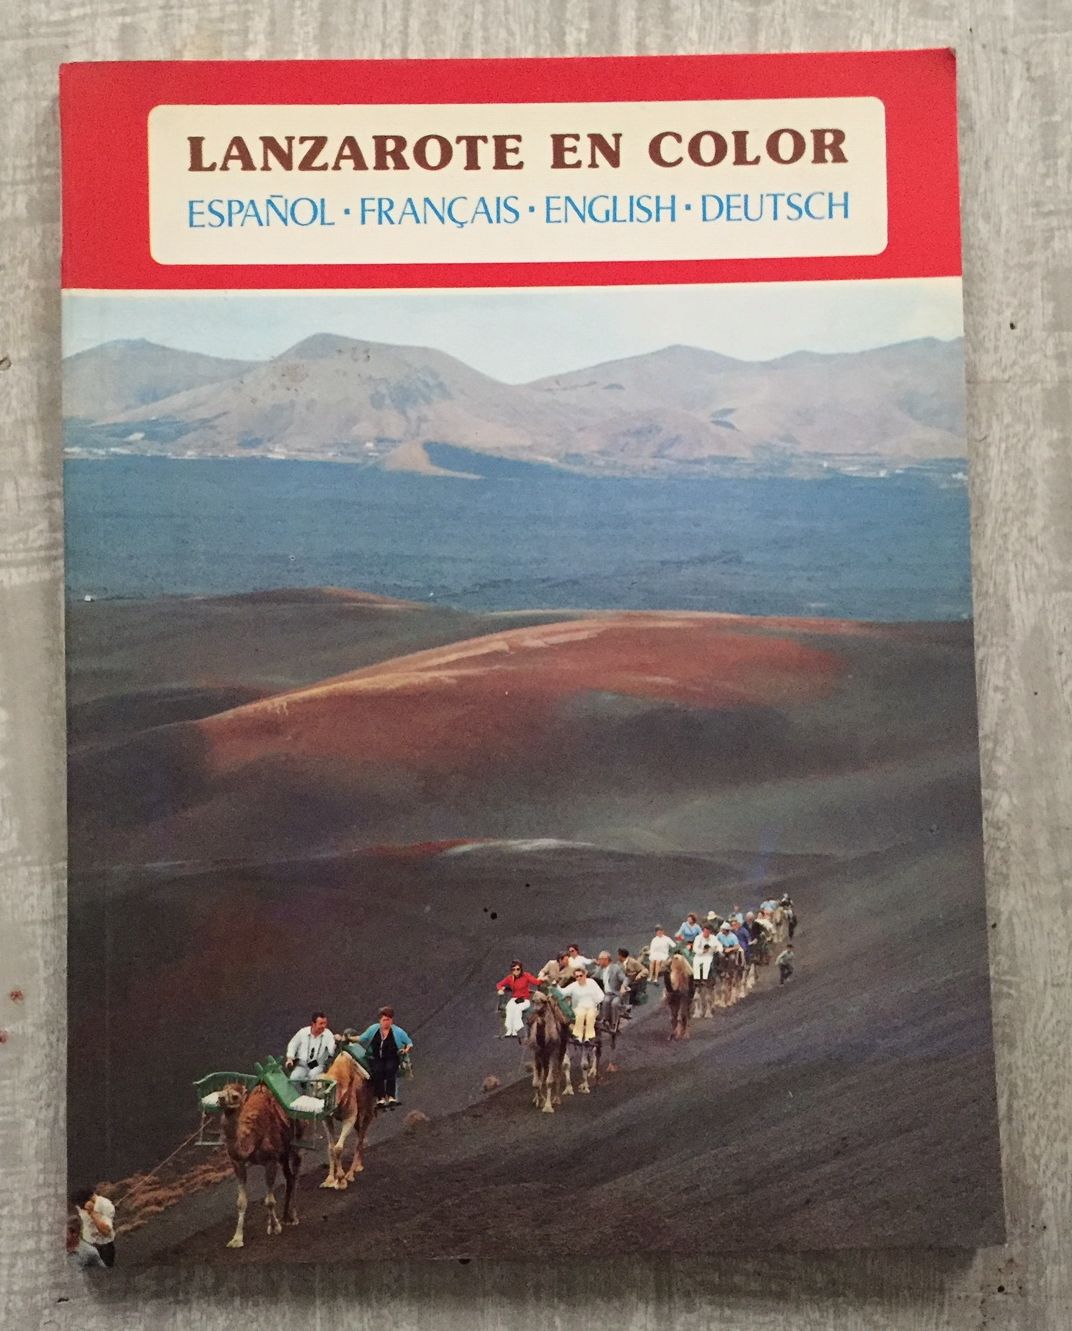 LANZAROTE EN COLOR
ESPAÑOL · FRANÇAIS · ENGLISH · DEUTSCH